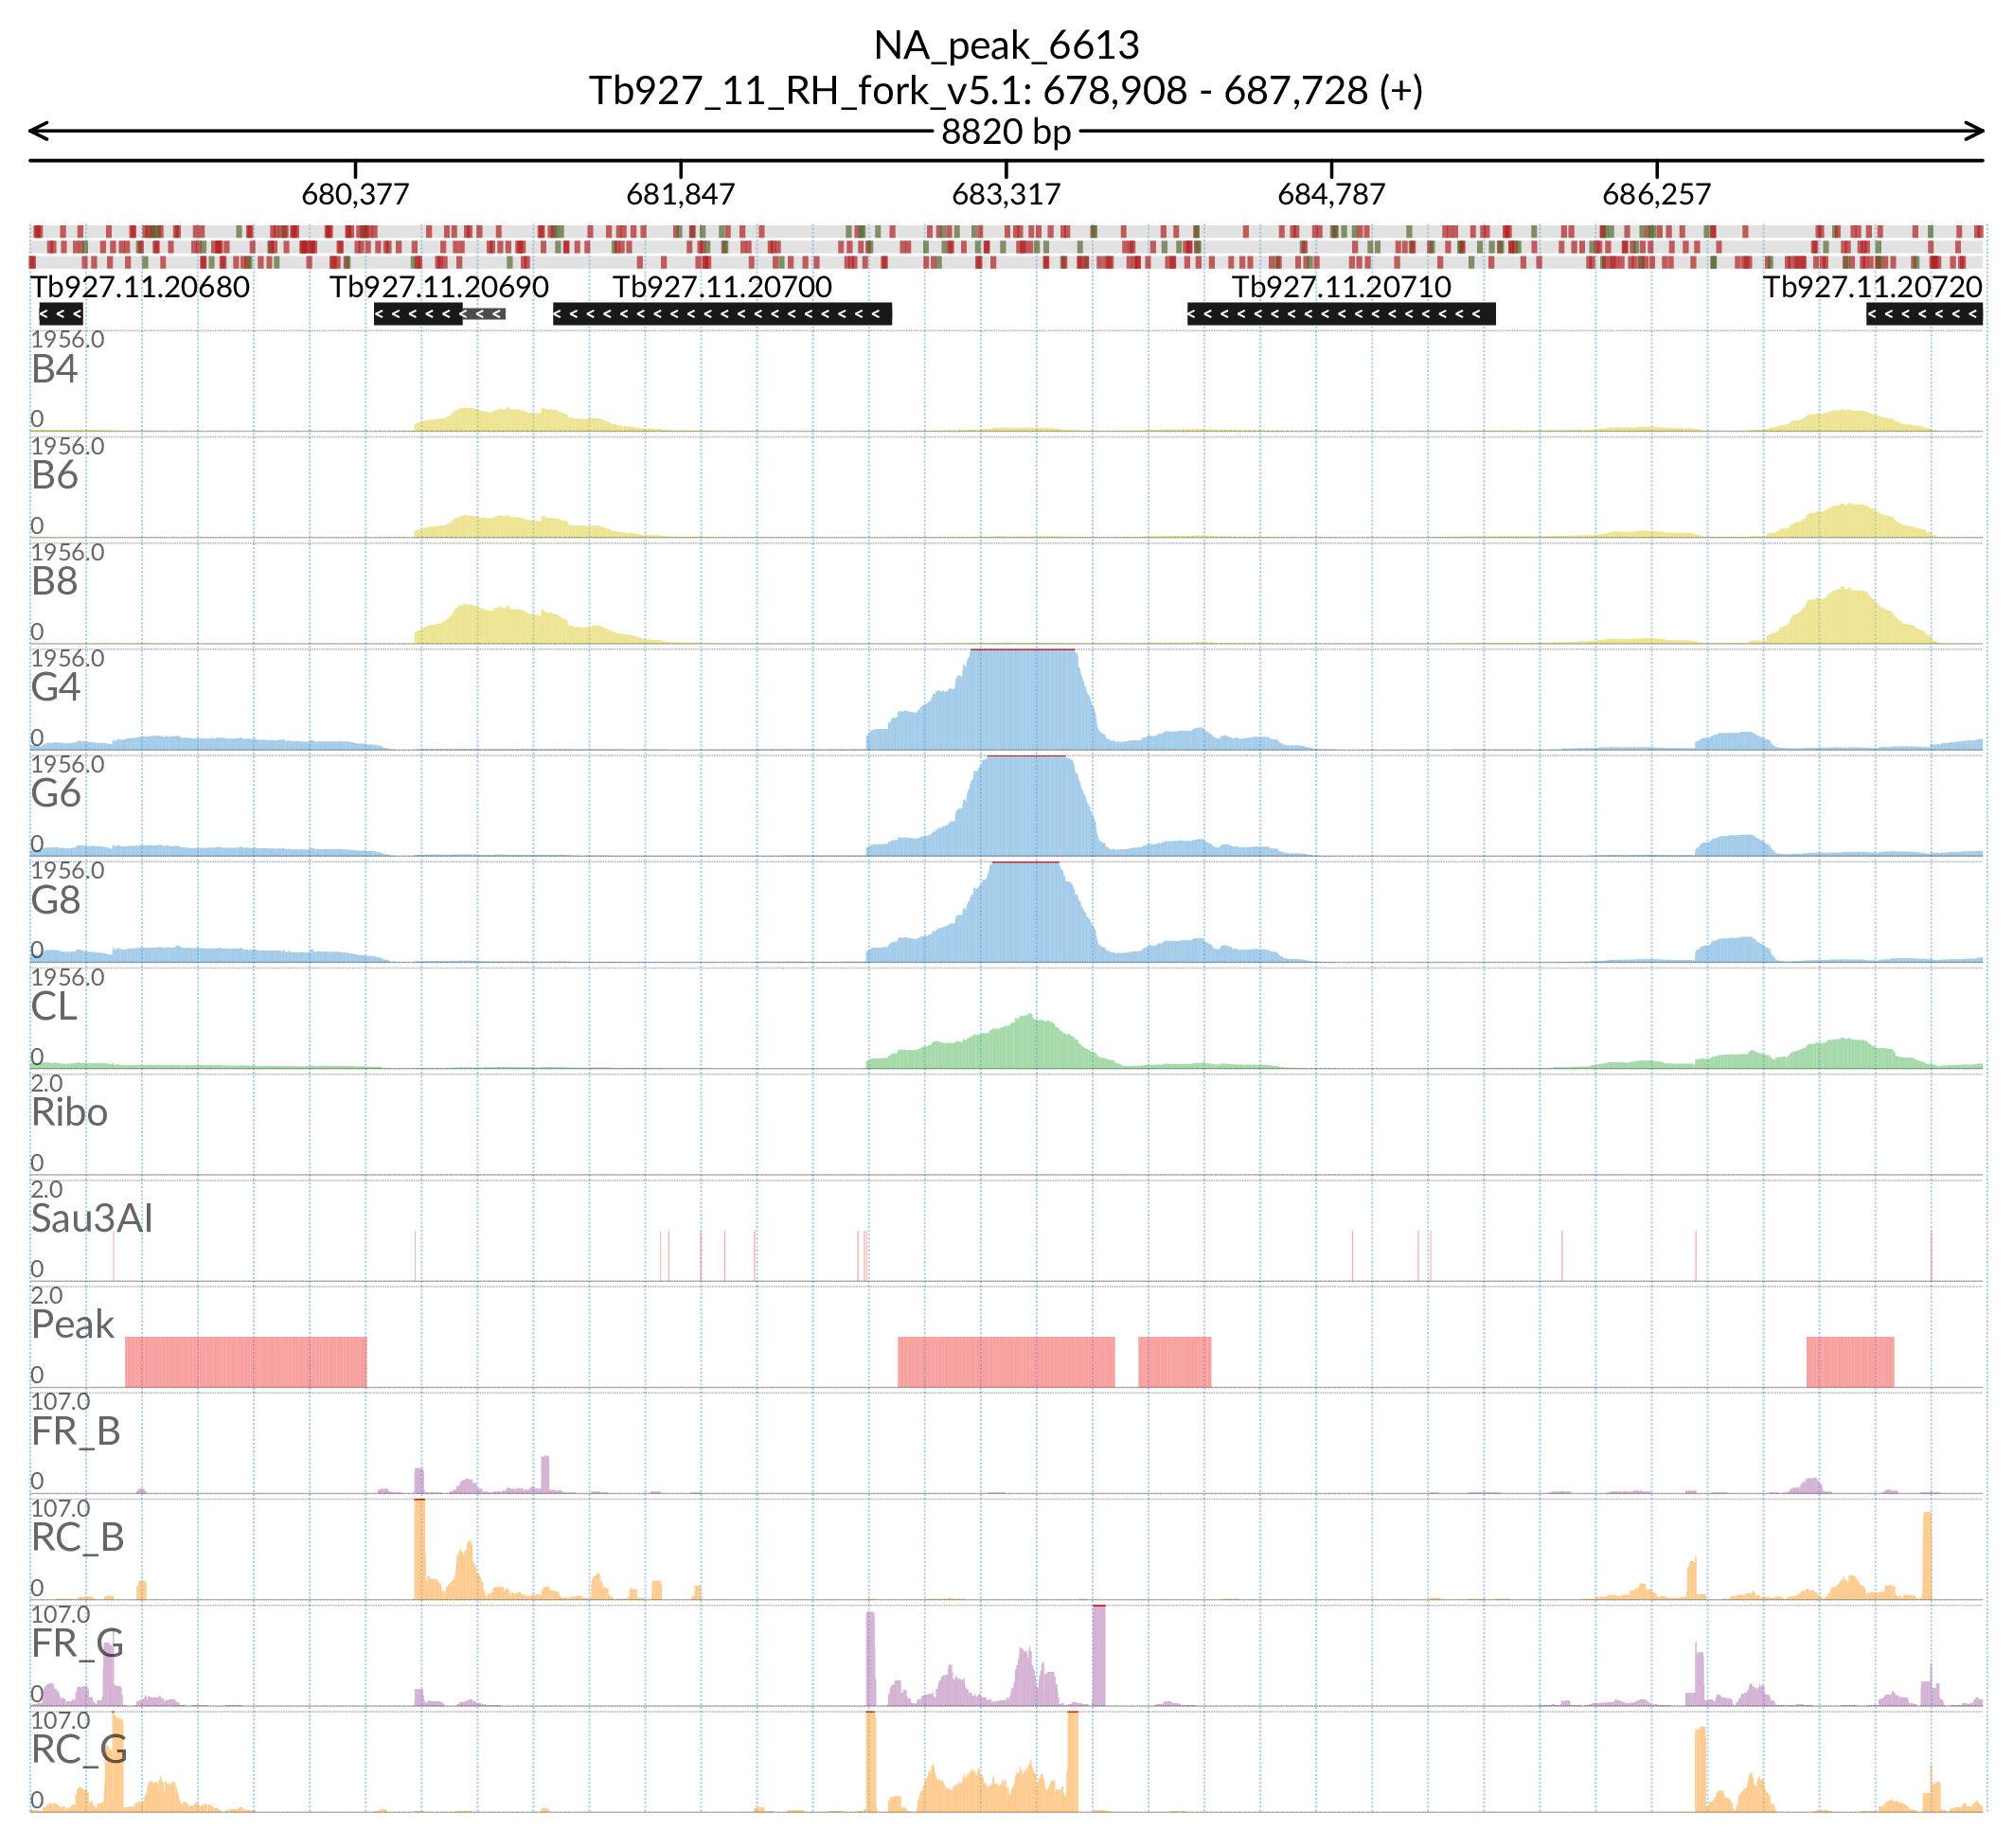 NA_peak_6613
Tb927_11_RH_fork_v5.1: 678,908 - 687,728 (+)
8820 bp
680,377 681,847 683,317 684,787 686,257
Tb927.11.20680 Tb927.11.20690 Tb927.11.20700 Tb927.11.20710 Tb927.11.20720
1956.0
B4
0
1956.0
B6
0
1956.0
B8
0
1956.0
G4
0
1956.0
G6
0
1956.0
G8
0
1956.0
CL
0
2.0
Ribo
0
2.0
Sau3AI
0
2.0
Peak
0
107.0
FR_B
0
107.0
RC_B
0
107.0
FR_G
0
107.0
RC_G
0